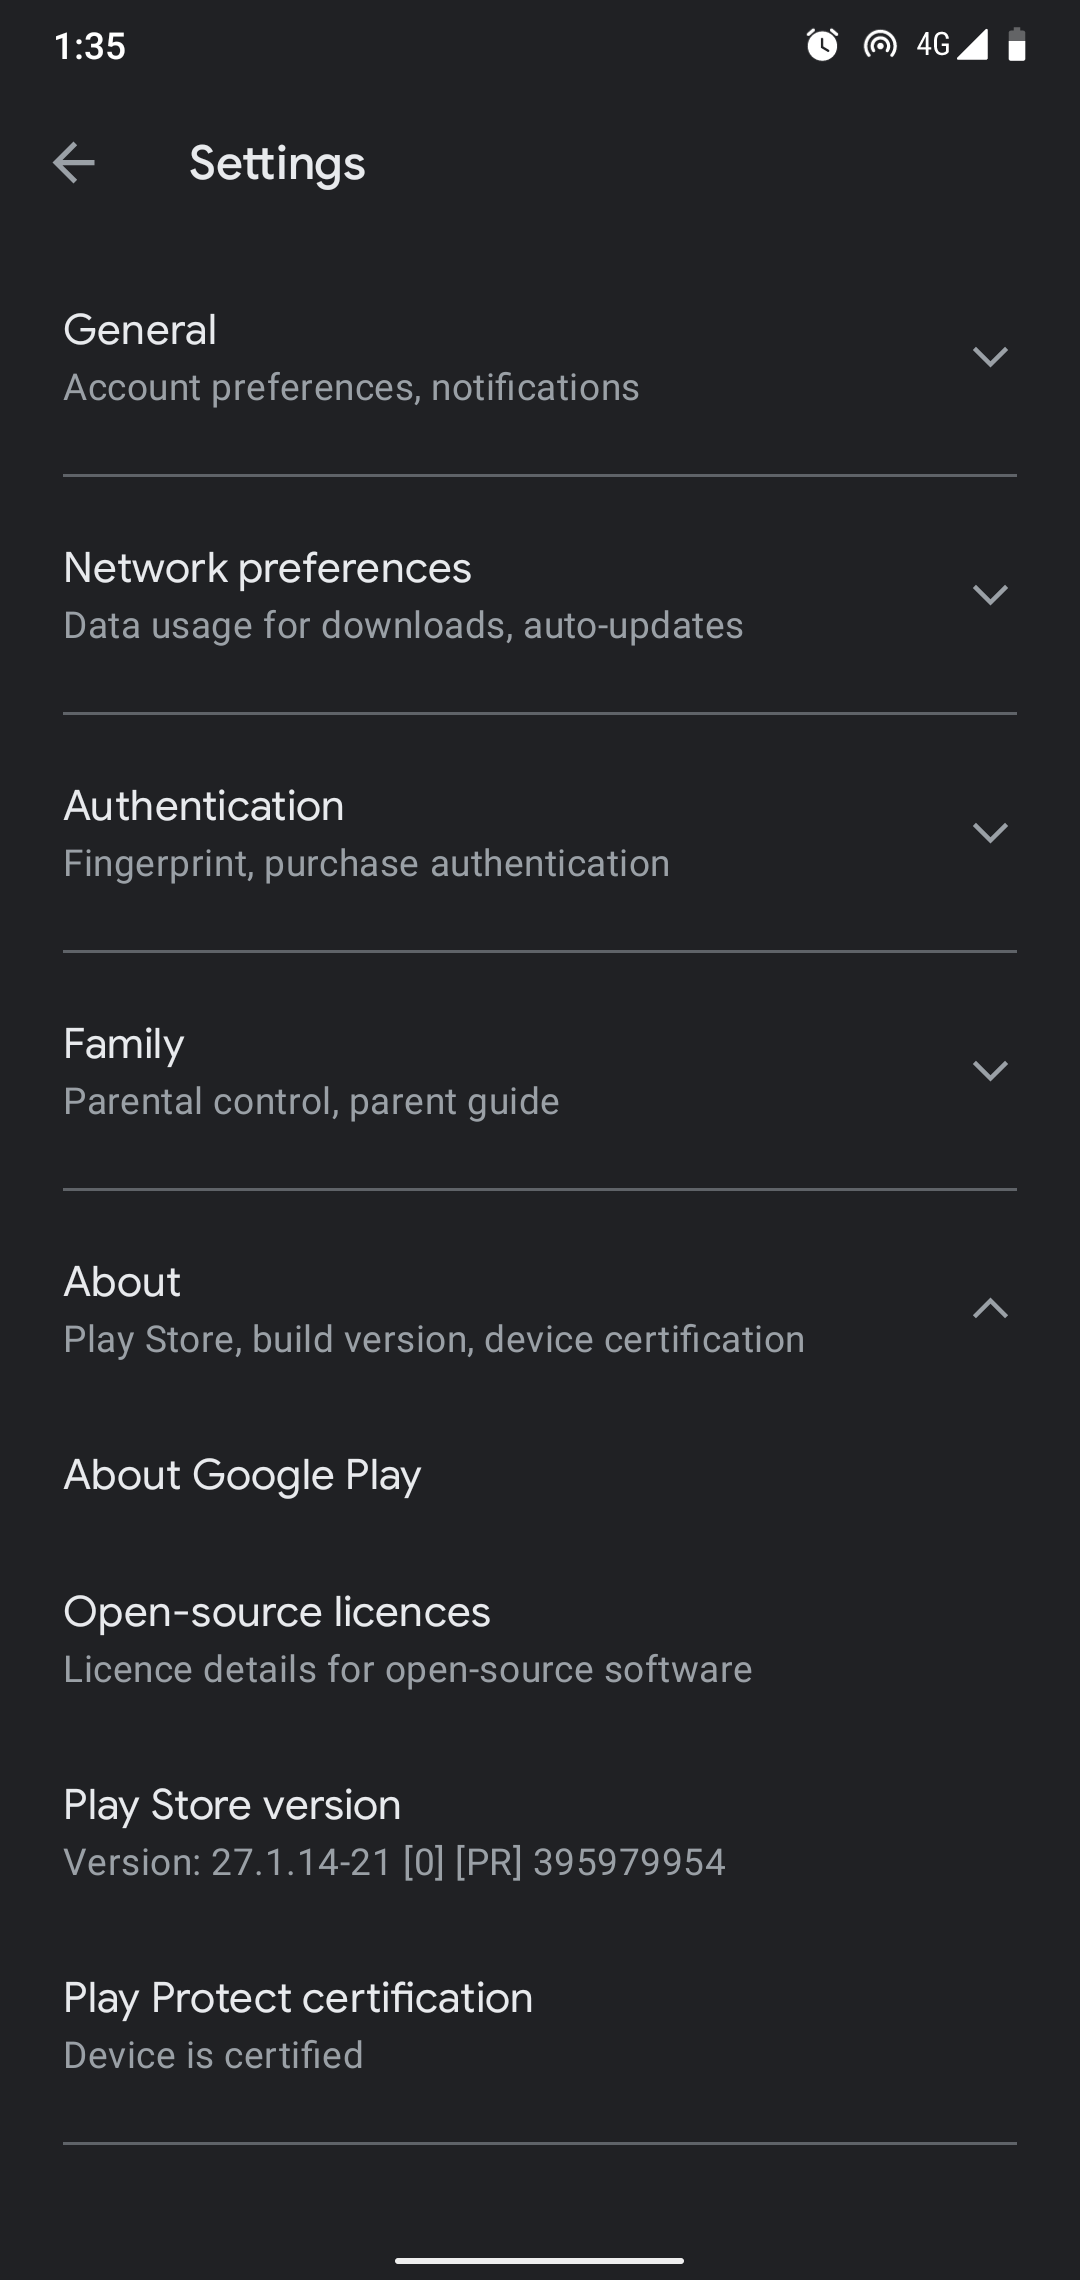 1:35
4G
Settings
General
Account preferences, notifications
Network preferences
Data usage for downloads, auto-updates
Authentication
Fingerprint, purchase authentication
Family
Parental control, parent guide
About
Play Store, build version, device certification
About Google Play
Open-source licences
Licence details for open-source software
Play Store version
Version: 27.1.14-21 [0] [PR] 395979954
Play Protect certification
Device is certified